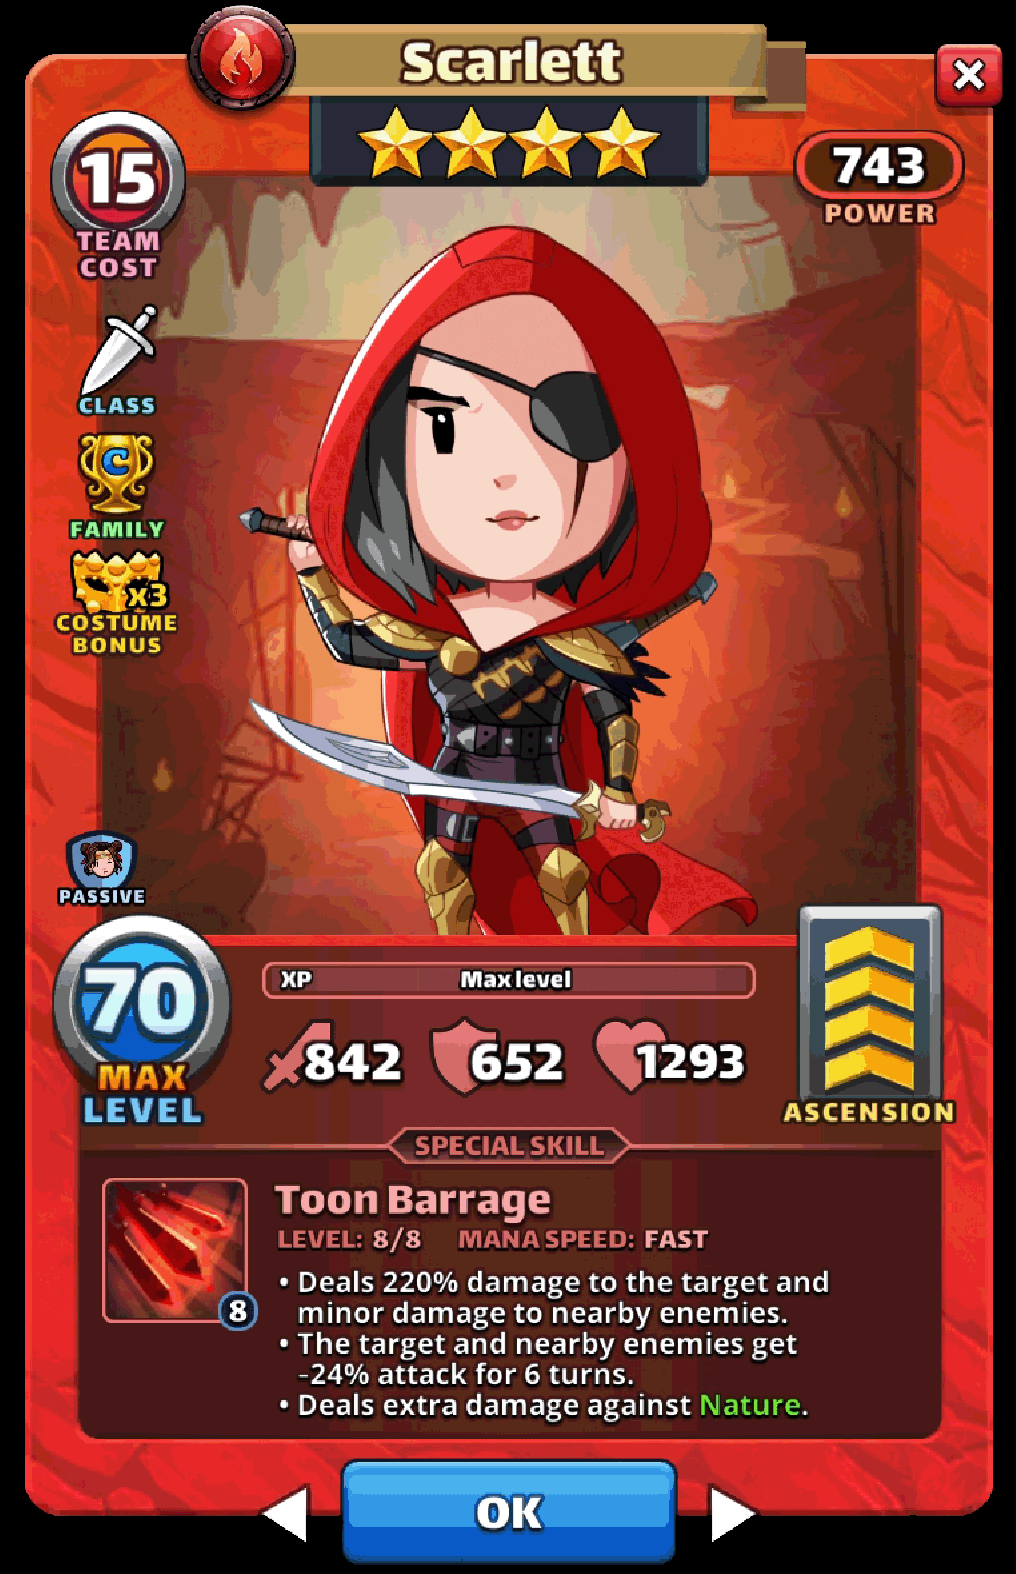 Scarlett
15
TEAM
COST
743
POWER
CLASS
C
FAMILY
x3
COSTUME
BONUS
PASSIVE
70
MAX
LEVEL
XP Max level
842 652 1293
ASCENSION
SPECIAL SKILL
Toon Barrage
LEVEL: 8/8 MANA SPEED: FAST
8
• Deals 220% damage to the target and
minor damage to nearby enemies.
• The target and nearby enemies get
-24% attack for 6 turns.
• Deals extra damage against Nature.
OK